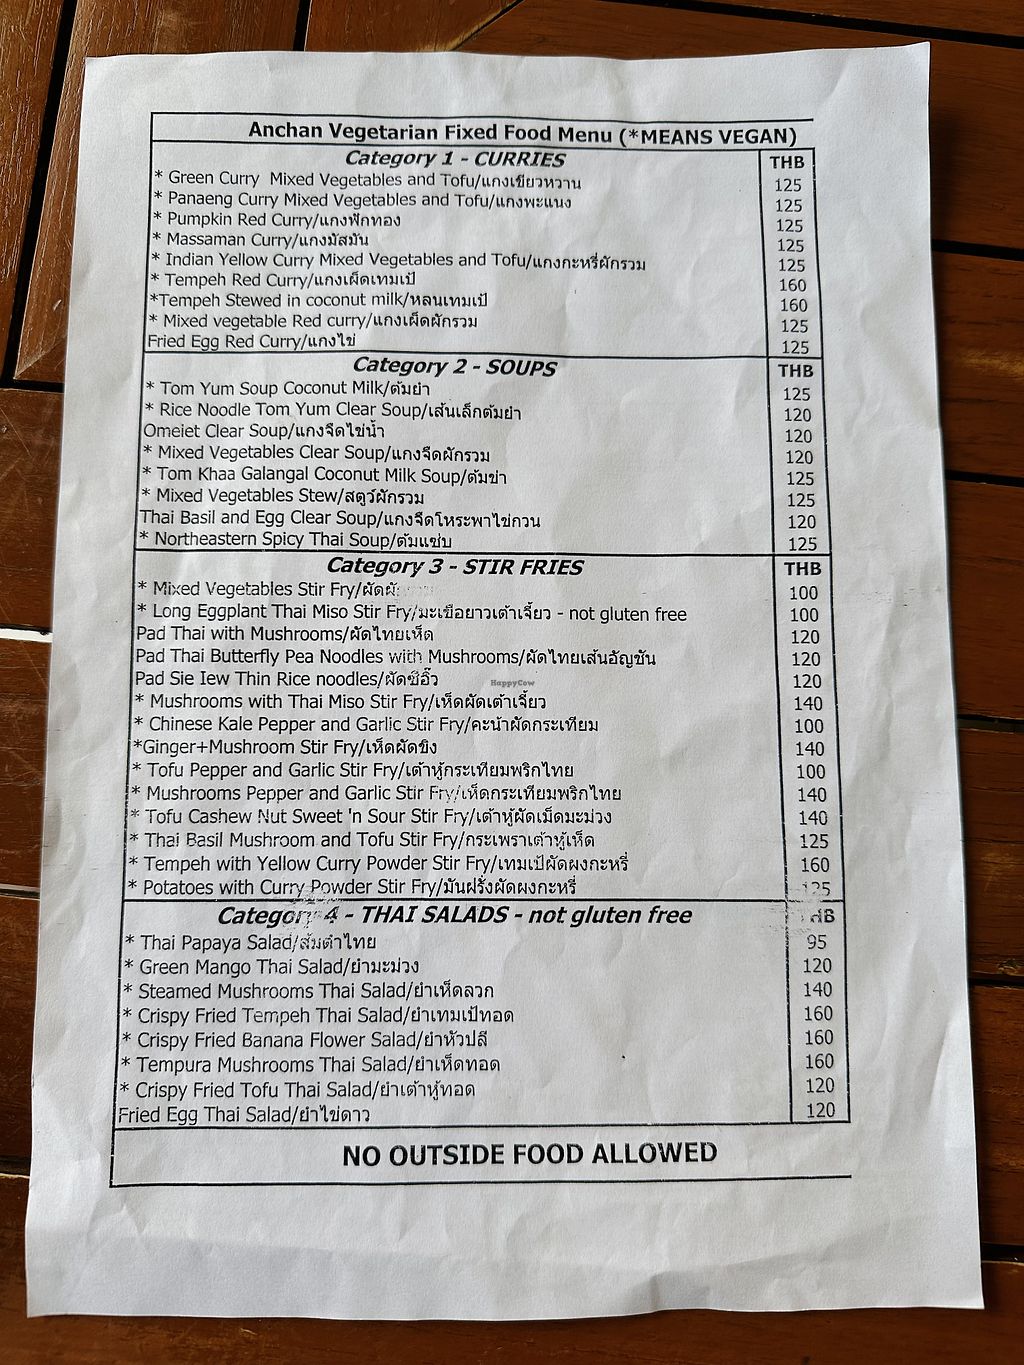 Anchan Vegetarian Fixed Food Menu (*MEANS VEGAN)
Category 1 - CURRIES THB
* Green Curry Mixed Vegetables and Tofu/แกงเขียวหวาน 125
* Panaeng Curry Mixed Vegetables and Tofu/แกงพะแนง 125
* Pumpkin Red Curry/แกงฟักทอง 125
* Massaman Curry/แกงมัสมัน 125
* Indian Yellow Curry Mixed Vegetables and Tofu/แกงกะหรี่ผักรวม 125
* Tempeh Red Curry/แกงเผ็ดเทมเป้ 160
*Tempeh Stewed in coconut milk/หลนเทมเป้ 160
* Mixed vegetable Red curry/แกงเผ็ดผักรวม 125
Fried Egg Red Curry/แกงไข่ 125
Category 2 - SOUPS THB
* Tom Yum Soup Coconut Milk/ต้มยำ 125
* Rice Noodle Tom Yum Clear Soup/เส้นเล็กต้มยำ 120
Omelet Clear Soup/แกงจืดไข่น้ำ 120
* Mixed Vegetables Clear Soup/แกงจืดผักรวม 120
* Tom Khaa Galangal Coconut Milk Soup/ต้มข่า 125
* Mixed Vegetables Stew/สตูว์ผักรวม 125
Thai Basil and Egg Clear Soup/แกงจืดโหระพาไข่กวน 120
* Northeastern Spicy Thai Soup/ต้มแซ่บ 125
Category 3 - STIR FRIES THB
* Mixed Vegetables Stir Fry/ผัดผั 100
* Long Eggplant Thai Miso Stir Fry/มะเขือยาวเต้าเจี้ยว - not gluten free 100
Pad Thai with Mushrooms/ผัดไทยเห็ด 120
Pad Thai Butterfly Pea Noodles with Mushrooms/ผัดไทยเส้นอัญชัน 120
Pad Sie Iew Thin Rice noodles/ผัดซีอิ๊ว 120
* Mushrooms with Thai Miso Stir Fry/เห็ดผัดเต้าเจี้ยว 140
* Chinese Kale Pepper and Garlic Stir Fry/คะน้าผัดกระเทียม 100
*Ginger+Mushroom Stir Fry/เห็ดผัดขิง 140
* Tofu Pepper and Garlic Stir Fry/เต้าหู้กระเทียมพริกไทย 100
* Mushrooms Pepper and Garlic Stir Fry/เห็ดกระเทียมพริกไทย 140
* Tofu Cashew Nut Sweet 'n Sour Stir Fry/เต้าหู้ผัดเม็ดมะม่วง 140
* Thai Basil Mushroom and Tofu Stir Fry/กระเพราเต้าหู้เห็ด 125
* Tempeh with Yellow Curry Powder Stir Fry/เทมเป้ผัดผงกะหรี่ 160
* Potatoes with Curry Powder Stir Fry/มันฝรั่งผัดผงกะหรี่ 125
Category 4 - THAI SALADS - not gluten free THB
* Thai Papaya Salad/ส้มตำไทย 95
* Green Mango Thai Salad/ยำมะม่วง 120
* Steamed Mushrooms Thai Salad/ยำเห็ดลวก 140
* Crispy Fried Tempeh Thai Salad/ยำเทมเป้ทอด 160
* Crispy Fried Banana Flower Salad/ยำหัวปลี 160
* Tempura Mushrooms Thai Salad/ยำเห็ดทอด 160
* Crispy Fried Tofu Thai Salad/ยำเต้าหู้ทอด 120
Fried Egg Thai Salad/ยำไข่ดาว 120
NO OUTSIDE FOOD ALLOWED
HappyCow